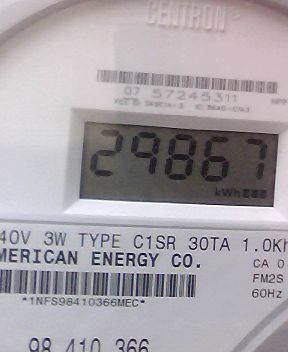 CENTRON®
07 57245311
29867
kWh
40V 3W TYPE C1SR 30TA 1.0Kh
MERICAN ENERGY CO.
CA 0
FM2S
60Hz
*1NFS98410366MEC*
98 410 366